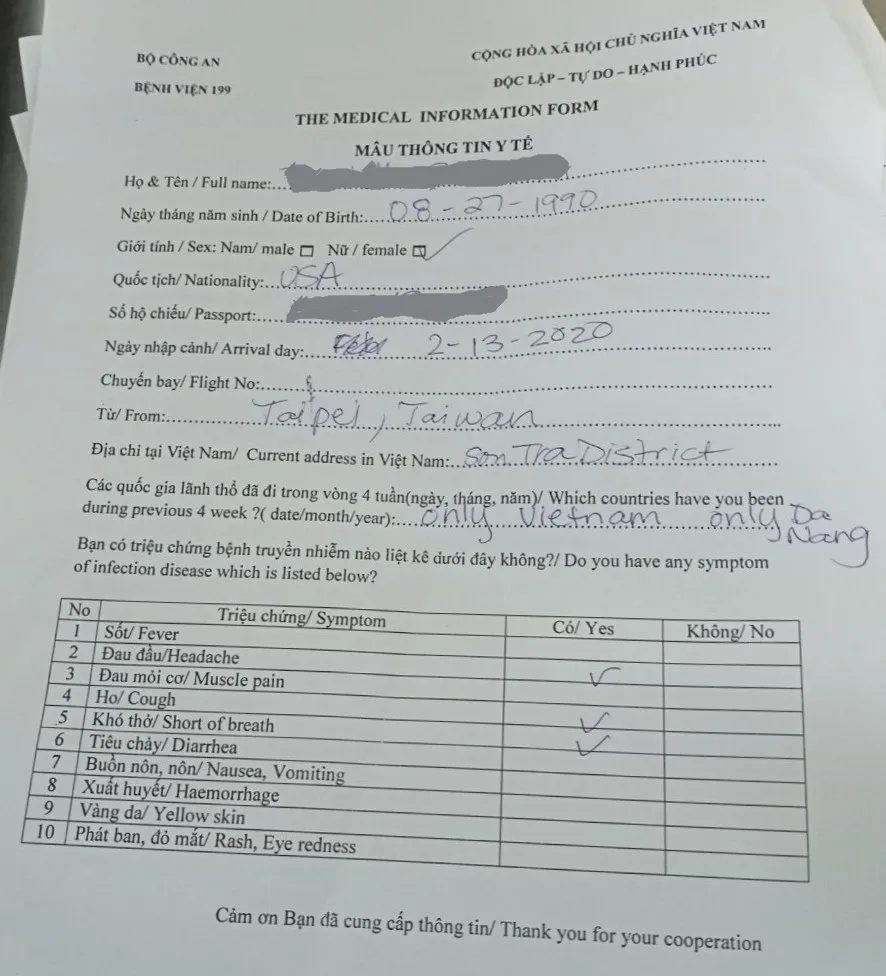 BỘ CÔNG AN
CỘNG HÒA XÃ HỘI CHỦ NGHĨA VIỆT NAM
BỆNH VIỆN 199
ĐỘC LẬP – TỰ DO – HẠNH PHÚC
THE MEDICAL INFORMATION FORM
MẪU THÔNG TIN Y TẾ
Họ & Tên / Full name:
Ngày tháng năm sinh / Date of Birth: 08-27-1990
Giới tính / Sex: Nam/ male ☐ Nữ / female ☑
Quốc tịch/ Nationality: USA
Số hộ chiếu/ Passport:
Ngày nhập cảnh/ Arrival day: 2-13-2020
Chuyến bay/ Flight No:
Từ/ From: Taipei, Taiwan
Địa chỉ tại Việt Nam/ Current address in Việt Nam: Son Tra District
Các quốc gia lãnh thổ đã đi trong vòng 4 tuần(ngày, tháng, năm)/ Which countries have you been
during previous 4 week ?( date/month/year): only Vietnam only Da Nang
Bạn có triệu chứng bệnh truyền nhiễm nào liệt kê dưới đây không?/ Do you have any symptom
of infection disease which is listed below?
No Triệu chứng/ Symptom Có/ Yes Không/ No
1 Sốt/ Fever
2 Đau đầu/Headache
3 Đau mỏi cơ/ Muscle pain ✓
4 Ho/ Cough
5 Khó thở/ Short of breath ✓
6 Tiêu chảy/ Diarrhea ✓
7 Buồn nôn, nôn/ Nausea, Vomiting
8 Xuất huyết/ Haemorrhage
9 Vàng da/ Yellow skin
10 Phát ban, đỏ mắt/ Rash, Eye redness
Cảm ơn Bạn đã cung cấp thông tin/ Thank you for your cooperation